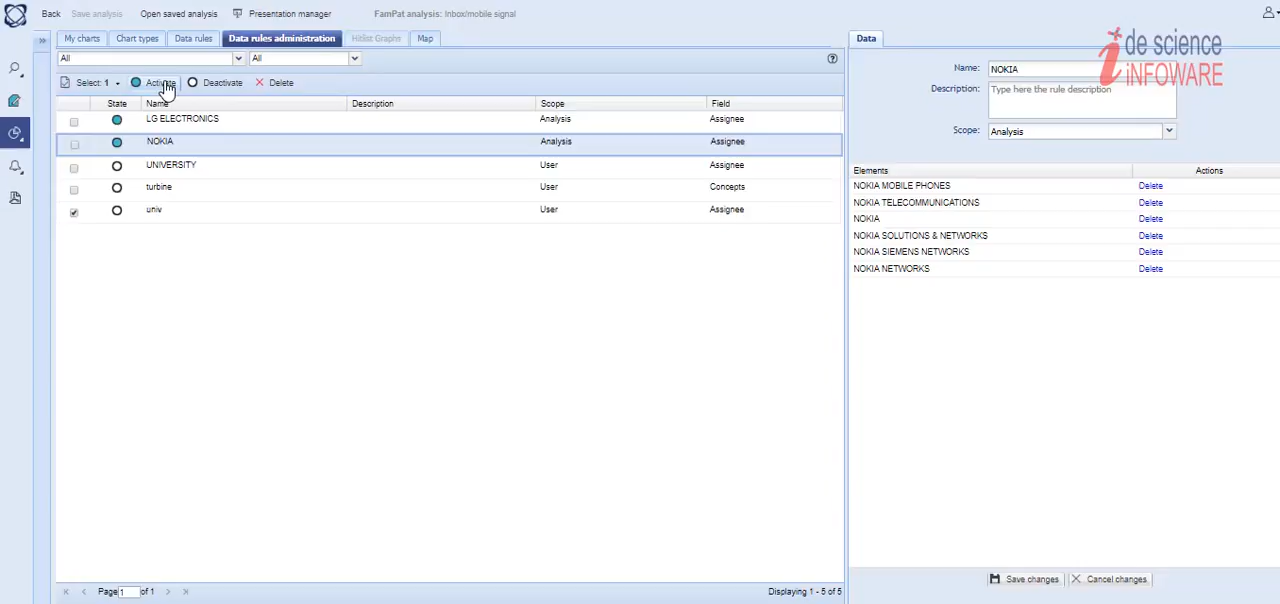 Back Save analysis Open saved analysis Presentation manager FamPat analysis: Inbox/mobile signal
My charts Chart types Data rules Data rules administration Hitlist Graphs Map
All All
Select: 1 Activate Deactivate Delete
State Name Description Scope Field
LG ELECTRONICS Analysis Assignee
NOKIA Analysis Assignee
UNIVERSITY User Assignee
turbine User Concepts
univ User Assignee
Page 1 of 1 Displaying 1 - 5 of 5
Data
ide science
iNFOWARE
Name: NOKIA
Description: Type here the rule description
Scope: Analysis
Elements Actions
NOKIA MOBILE PHONES Delete
NOKIA TELECOMMUNICATIONS Delete
NOKIA Delete
NOKIA SOLUTIONS & NETWORKS Delete
NOKIA SIEMENS NETWORKS Delete
NOKIA NETWORKS Delete
Save changes Cancel changes